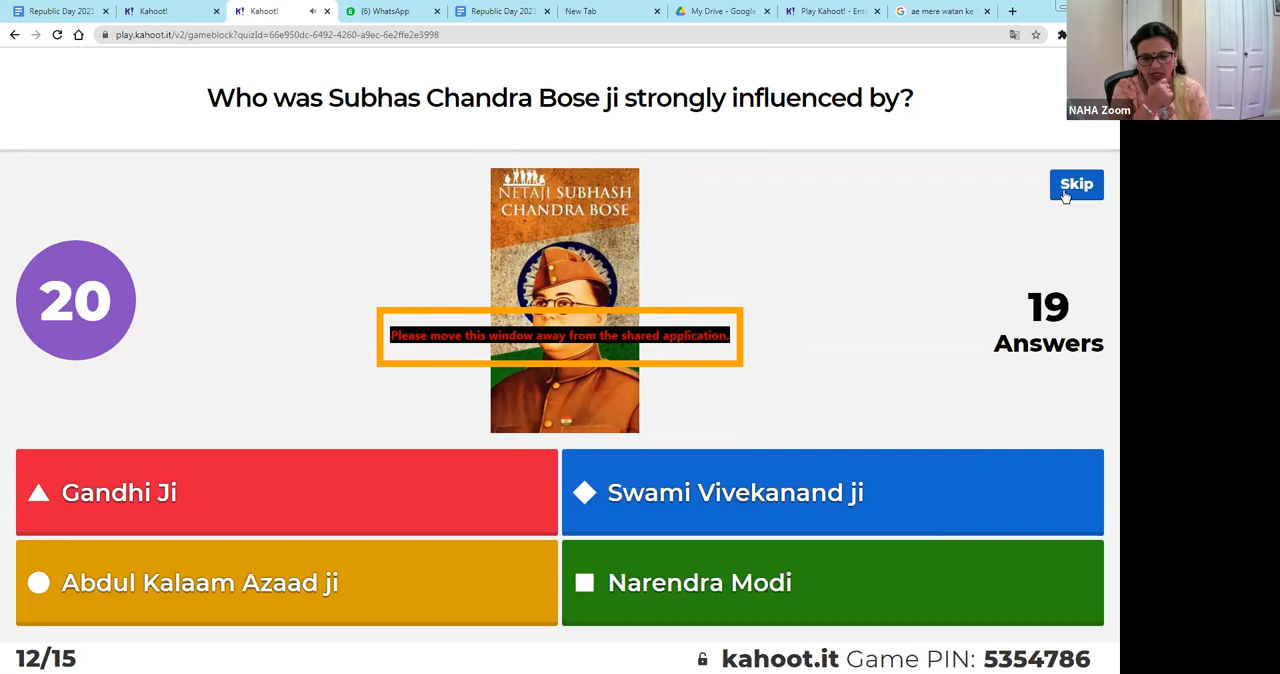 Republic Day 2021
Kahoot!
Kahoot!
(6) WhatsApp
Republic Day 2021
New Tab
My Drive - Google
Play Kahoot! - Ente
ae mere watan ke
play.kahoot.it/v2/gameblock?quizId=66e950dc-6492-4260-a9ec-6e2ffe2e3998
NAHA Zoom
Who was Subhas Chandra Bose ji strongly influenced by?
Skip
NETAJI SUBHASH
CHANDRA BOSE
20
Please move this window away from the shared application.
19
Answers
Gandhi Ji
Swami Vivekanand ji
Abdul Kalaam Azaad ji
Narendra Modi
12/15
kahoot.it Game PIN: 5354786